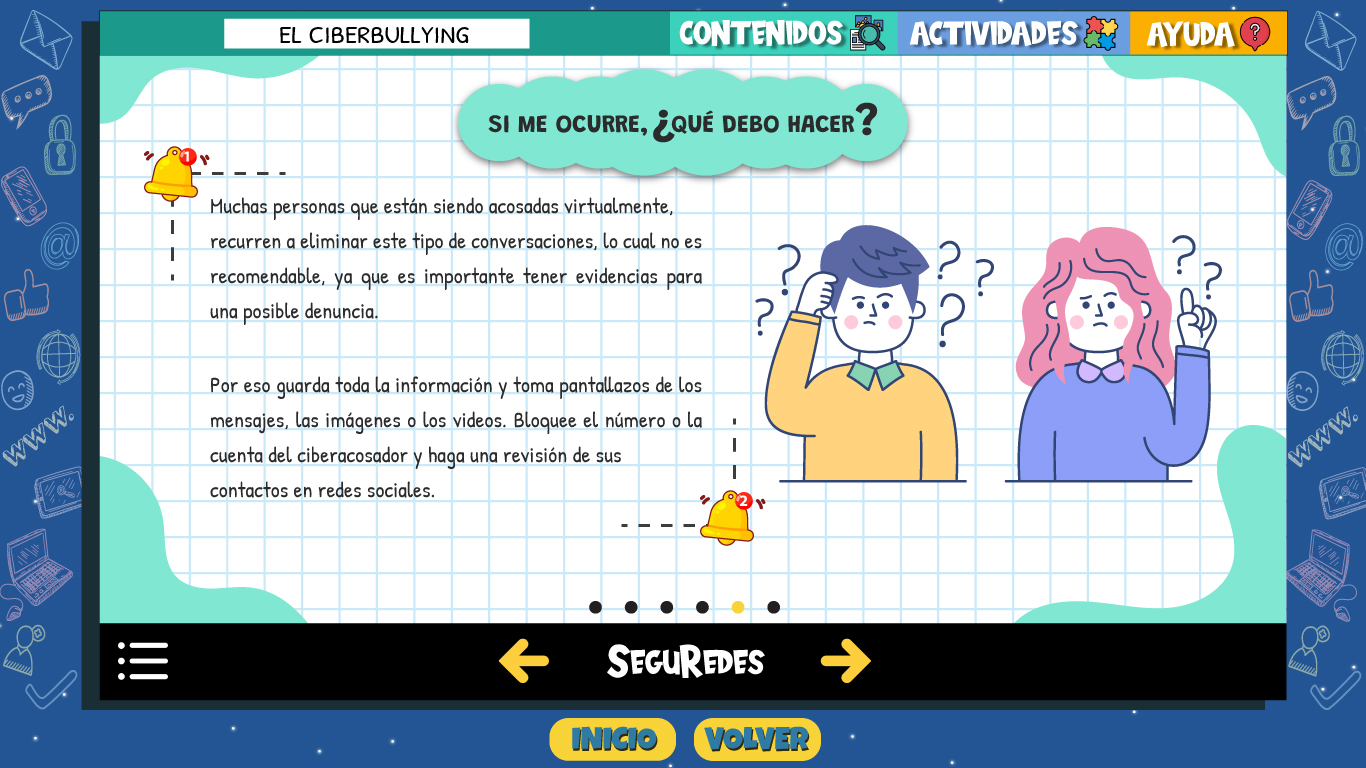 EL CIBERBULLYING
CONTENIDOS
ACTIVIDADES
AYUDA ?
SI ME OCURRE, ¿QUÉ DEBO HACER?
1
Muchas personas que están siendo acosadas virtualmente,
recurren a eliminar este tipo de conversaciones, lo cual no es
recomendable, ya que es importante tener evidencias para
una posible denuncia.
Por eso guarda toda la información y toma pantallazos de los
mensajes, las imágenes o los videos. Bloquee el número o la
cuenta del ciberacosador y haga una revisión de sus
contactos en redes sociales.
2
? ? ? ? ? ?
? ?
@ @
www. www.
SEGUREDES
INICIO
VOLVER